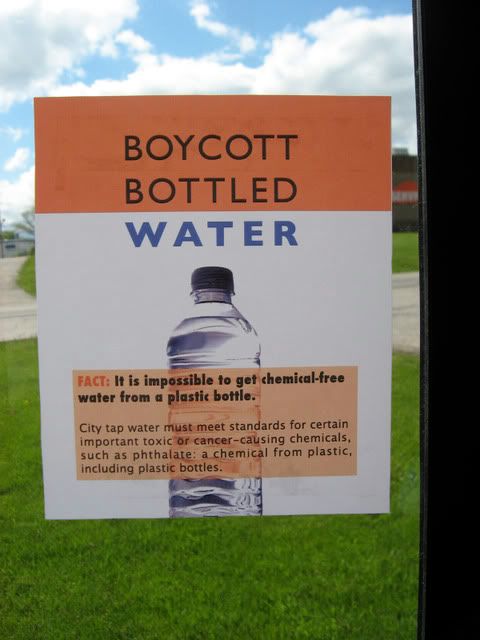 BOYCOTT
BOTTLED
WATER
FACT: It is impossible to get chemical-free
water from a plastic bottle.
City tap water must meet standards for certain
important toxic or cancer-causing chemicals,
such as phthalate: a chemical from plastic,
including plastic bottles.